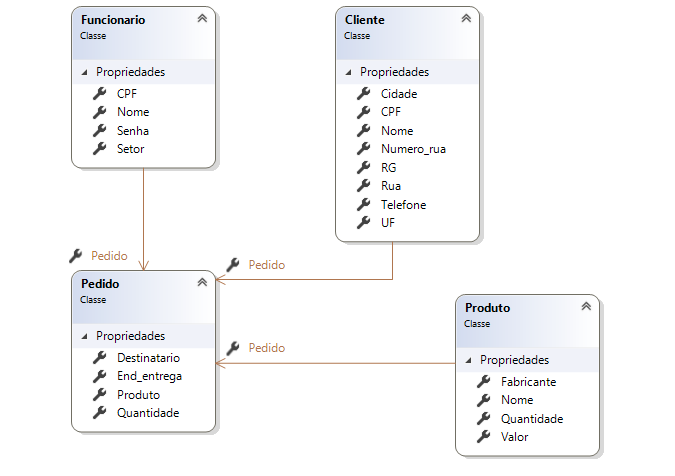 Funcionario
Classe
Propriedades
CPF
Nome
Senha
Setor
Cliente
Classe
Propriedades
Cidade
CPF
Nome
Numero_rua
RG
Rua
Telefone
UF
Pedido
Pedido
Pedido
Classe
Propriedades
Destinatario
End_entrega
Produto
Quantidade
Pedido
Produto
Classe
Propriedades
Fabricante
Nome
Quantidade
Valor